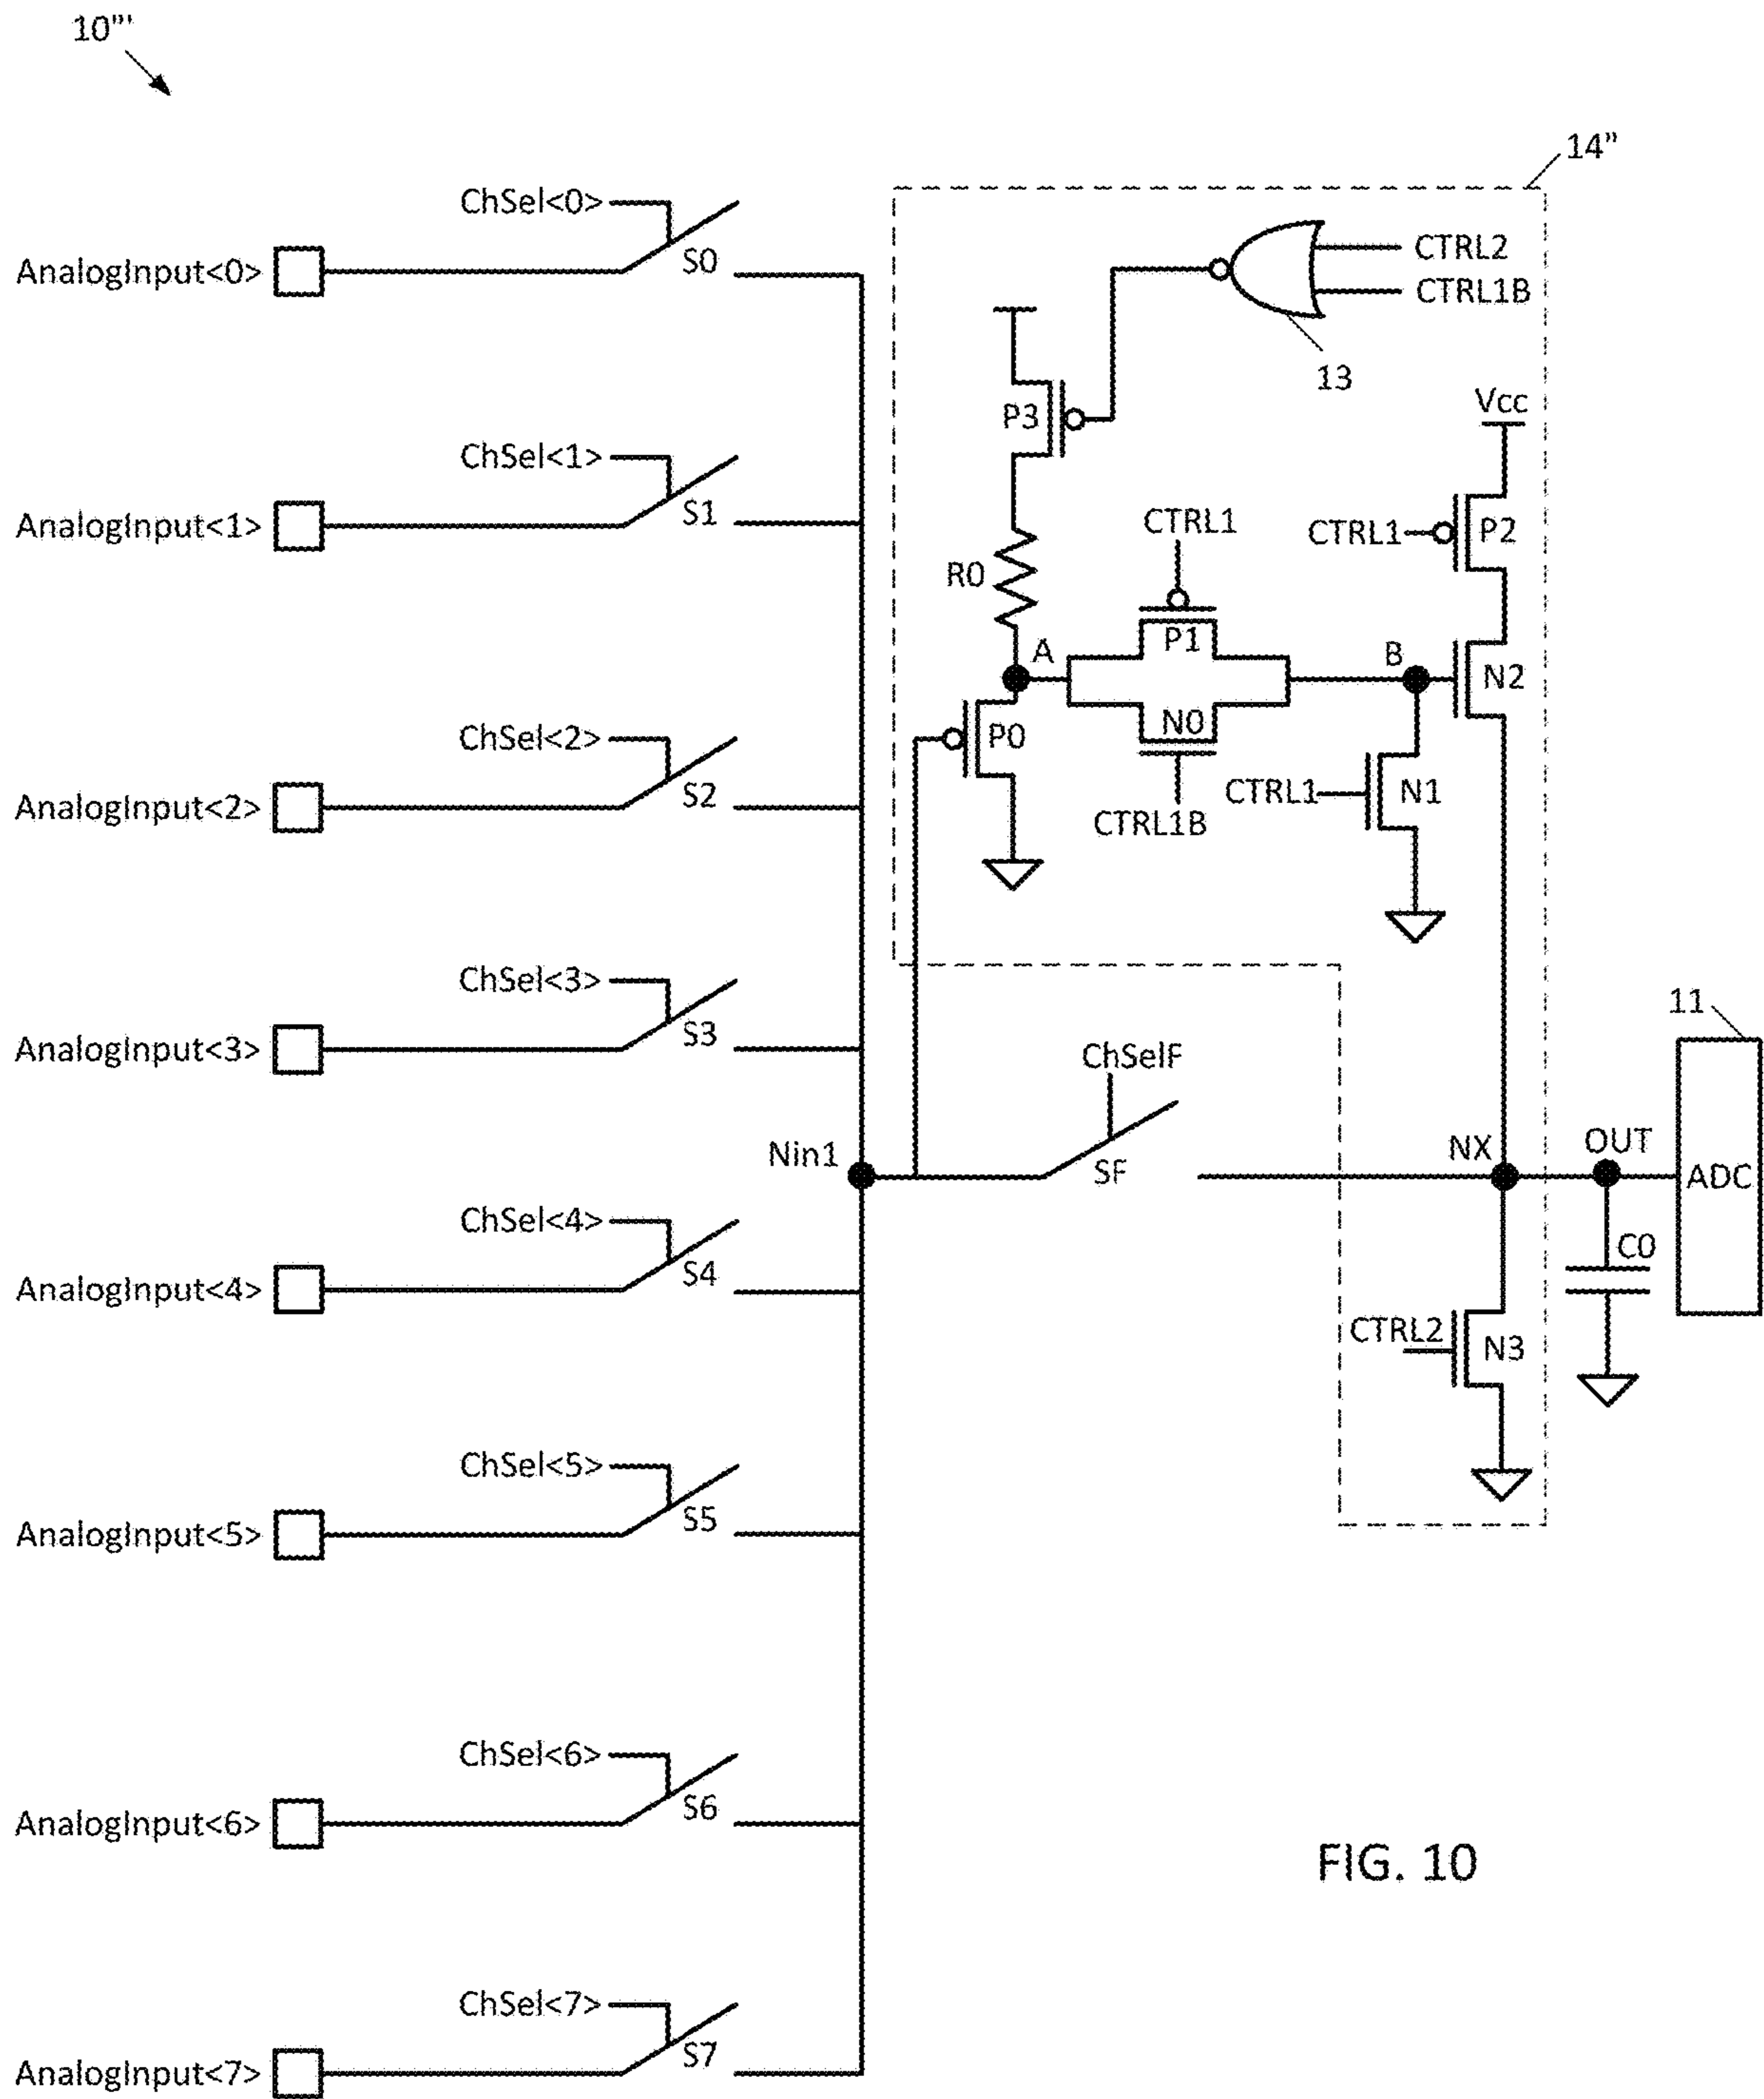 10'''
14"
ChSel<0>
AnalogInput<0>
S0
CTRL2
CTRL1B
13
P3
Vcc
ChSel<1>
AnalogInput<1>
S1
CTRL1
CTRL1
P2
R0
A
P1
B
N2
ChSel<2>
AnalogInput<2>
S2
P0
N0
CTRL1
N1
CTRL1B
ChSel<3>
AnalogInput<3>
S3
11
ChSelF
Nin1
SF
NX
OUT
ADC
ChSel<4>
AnalogInput<4>
S4
C0
CTRL2
N3
ChSel<5>
AnalogInput<5>
S5
ChSel<6>
AnalogInput<6>
S6
FIG. 10
ChSel<7>
AnalogInput<7>
S7